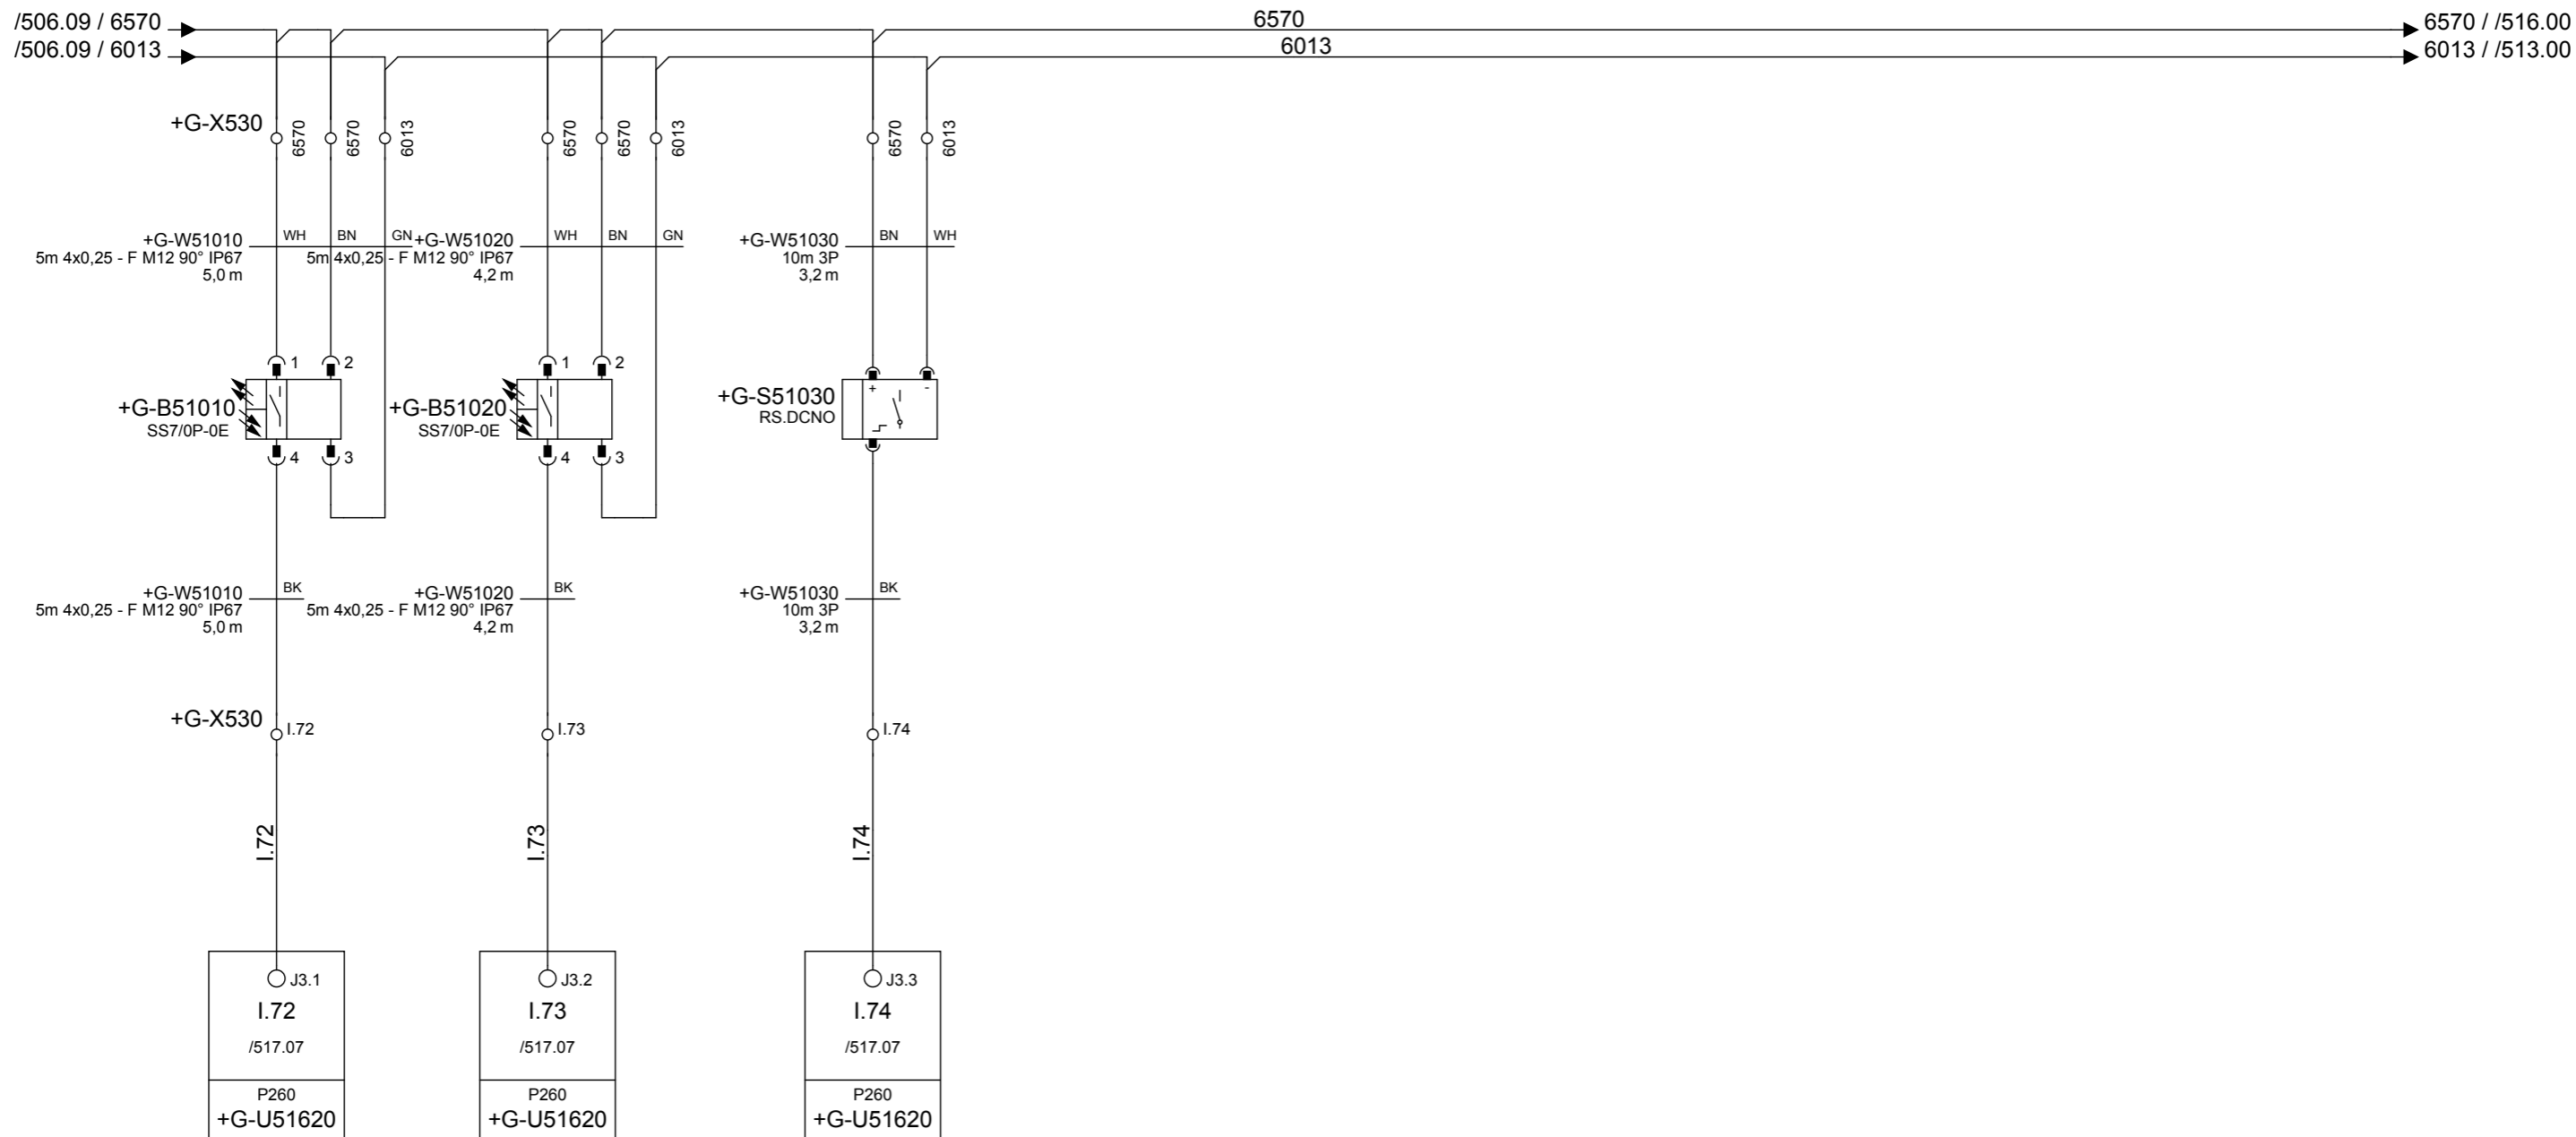 /506.09 / 6570
6570
6570 / /516.00
/506.09 / 6013
6013
6013 / /513.00
+G-X530
6570
6570
6013
6570
6570
6013
6570
6013
+G-W51010
WH
BN
GN
5m 4x0,25 - F M12 90° IP67
5,0 m
+G-W51020
WH
BN
GN
5m 4x0,25 - F M12 90° IP67
4,2 m
+G-W51030
BN
WH
10m 3P
3,2 m
1
2
+G-B51010
SS7/0P-0E
4
3
1
2
+G-B51020
SS7/0P-0E
4
3
+G-S51030
RS.DCNO
+
-
+G-W51010
BK
5m 4x0,25 - F M12 90° IP67
5,0 m
+G-W51020
BK
5m 4x0,25 - F M12 90° IP67
4,2 m
+G-W51030
BK
10m 3P
3,2 m
+G-X530
I.72
I.73
I.74
I.72
I.73
I.74
J3.1
I.72
/517.07
P260
+G-U51620
J3.2
I.73
/517.07
P260
+G-U51620
J3.3
I.74
/517.07
P260
+G-U51620